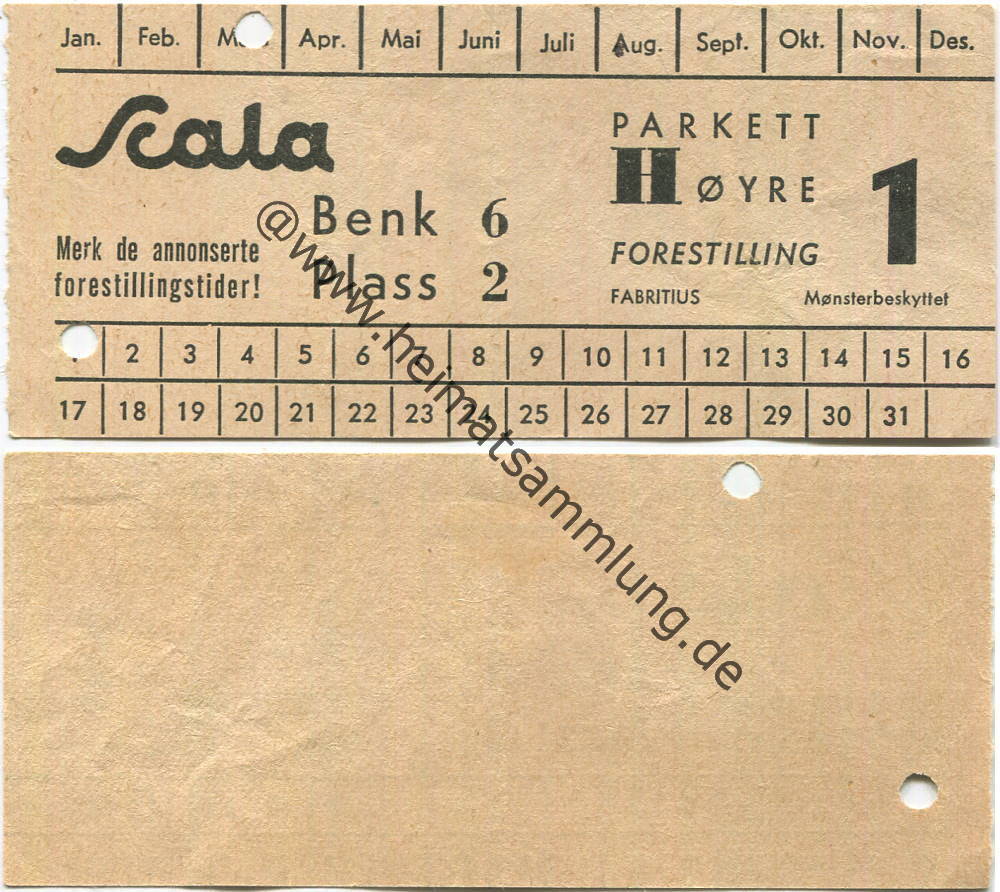 Jan. Feb. Apr. Mai Juni Juli Aug. Sept. Okt. Nov. Des.
Scala
PARKETT
HØYRE
1
Benk 6
Plass 2
Merk de annonserte
forestillingstider!
FORESTILLING
FABRITIUS Mønsterbeskyttet
2 3 4 5 6 8 9 10 11 12 13 14 15 16
17 18 19 20 21 22 23 24 25 26 27 28 29 30 31
@www.heimatsammlung.de